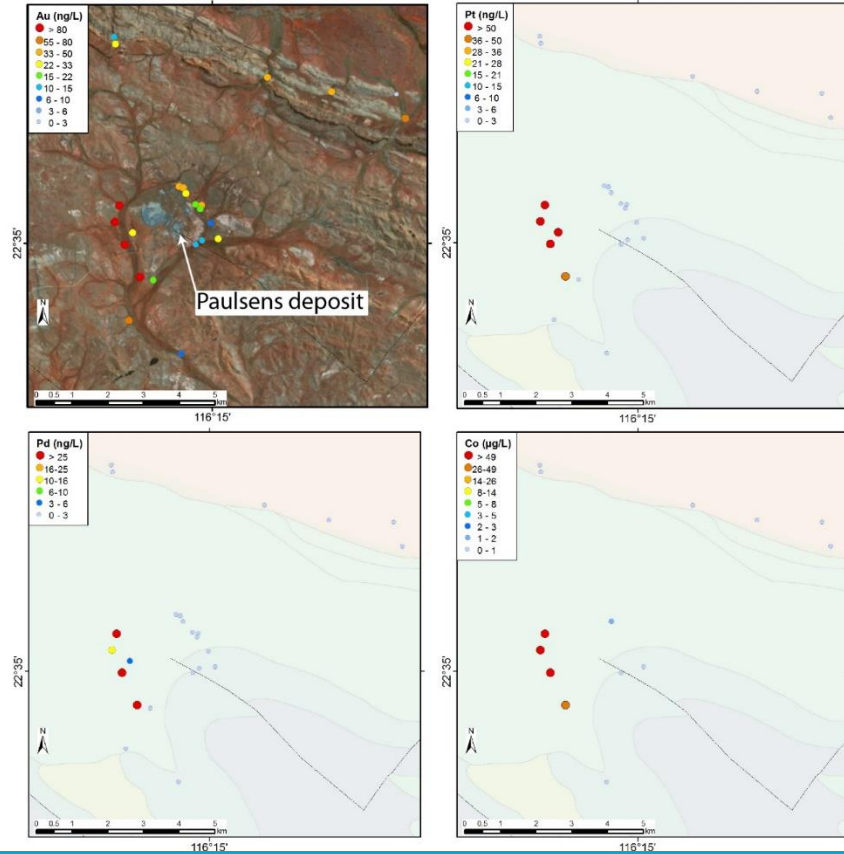 Au (ng/L)
> 80
55 - 80
33 - 50
22 - 33
15 - 22
10 - 15
6 - 10
3 - 6
0 - 3
22°35'
Paulsens deposit
N
0 0.5 1 2 3 4 5
km
116°15'
Pt (ng/L)
> 50
36 - 50
28 - 36
21 - 28
15 - 21
10 - 15
6 - 10
3 - 6
0 - 3
22°35'
N
0 0.5 1 2 3 4 5
km
116°15'
Pd (ng/L)
> 25
16-25
10-16
6-10
3 - 6
0 - 3
22°35'
N
0 0.5 1 2 3 4 5
km
116°15'
Co (µg/L)
> 49
26-49
14-26
8-14
5 - 8
3 - 5
2 - 3
1 - 2
0 - 1
22°35'
N
0 0.5 1 2 3 4 5
km
116°15'